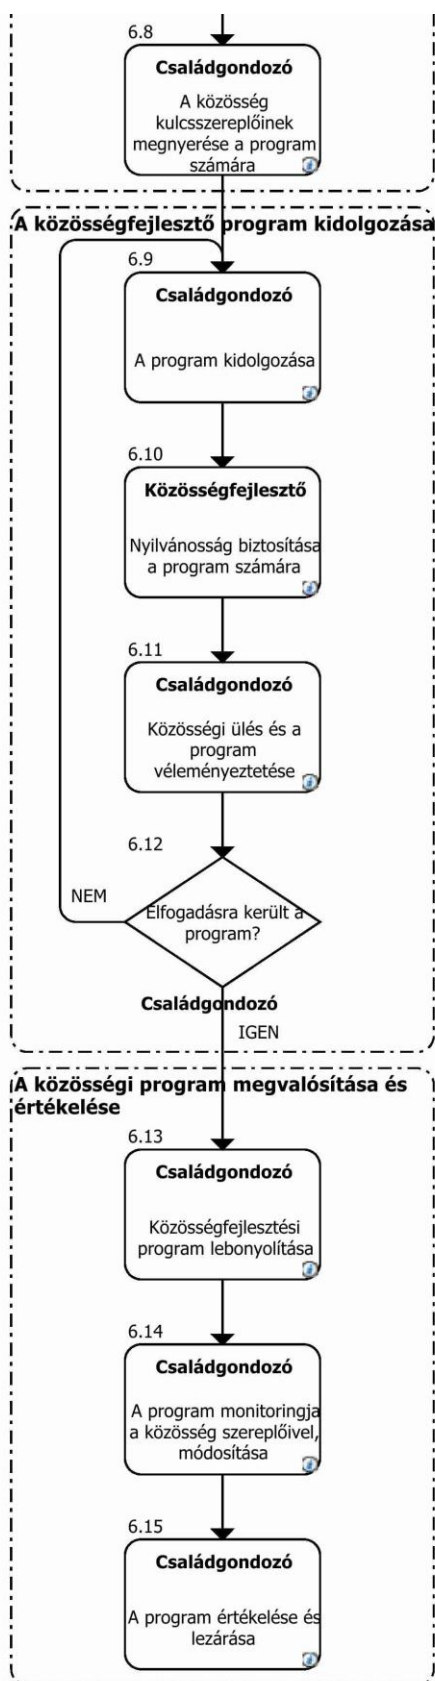 6.8
Családgondozó
A közösség
kulcsszereplőinek
megnyerése a program
számára
A közösségfejlesztő program kidolgozása
6.9
Családgondozó
A program kidolgozása
6.10
Közösségfejlesztő
Nyilvánosság biztosítása
a program számára
6.11
Családgondozó
Közösségi ülés és a
program
véleményeztetése
6.12
NEM
Elfogadásra került a
program?
Családgondozó
IGEN
A közösségi program megvalósítása és
értékelése
6.13
Családgondozó
Közösségfejlesztési
program lebonyolítása
6.14
Családgondozó
A program monitoringja
a közösség szereplőivel,
módosítása
6.15
Családgondozó
A program értékelése és
lezárása